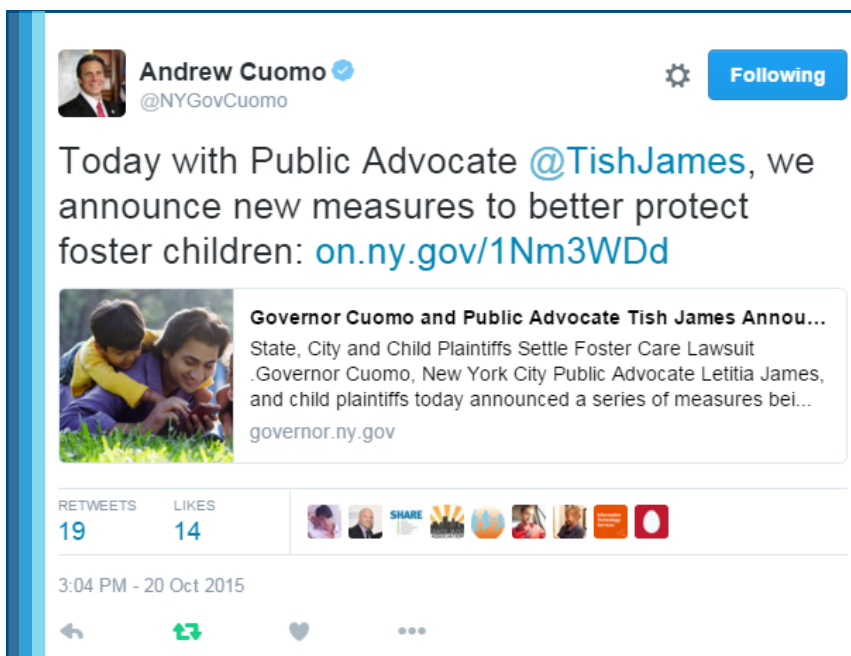 Andrew Cuomo
@NYGovCuomo
Following
Today with Public Advocate @TishJames, we
announce new measures to better protect
foster children: on.ny.gov/1Nm3WDd
Governor Cuomo and Public Advocate Tish James Annou...
State, City and Child Plaintiffs Settle Foster Care Lawsuit
.Governor Cuomo, New York City Public Advocate Letitia James,
and child plaintiffs today announced a series of measures bei...
governor.ny.gov
RETWEETS LIKES
19 14
SHARE
3:04 PM - 20 Oct 2015